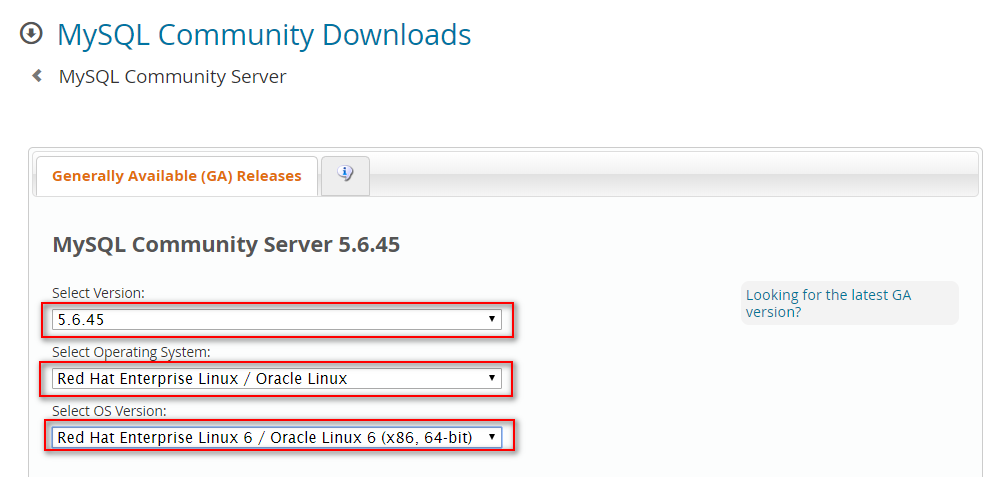 MySQL Community Downloads
MySQL Community Server
Generally Available (GA) Releases
MySQL Community Server 5.6.45
Select Version:
5.6.45
Looking for the latest GA
version?
Select Operating System:
Red Hat Enterprise Linux / Oracle Linux
Select OS Version:
Red Hat Enterprise Linux 6 / Oracle Linux 6 (x86, 64-bit)